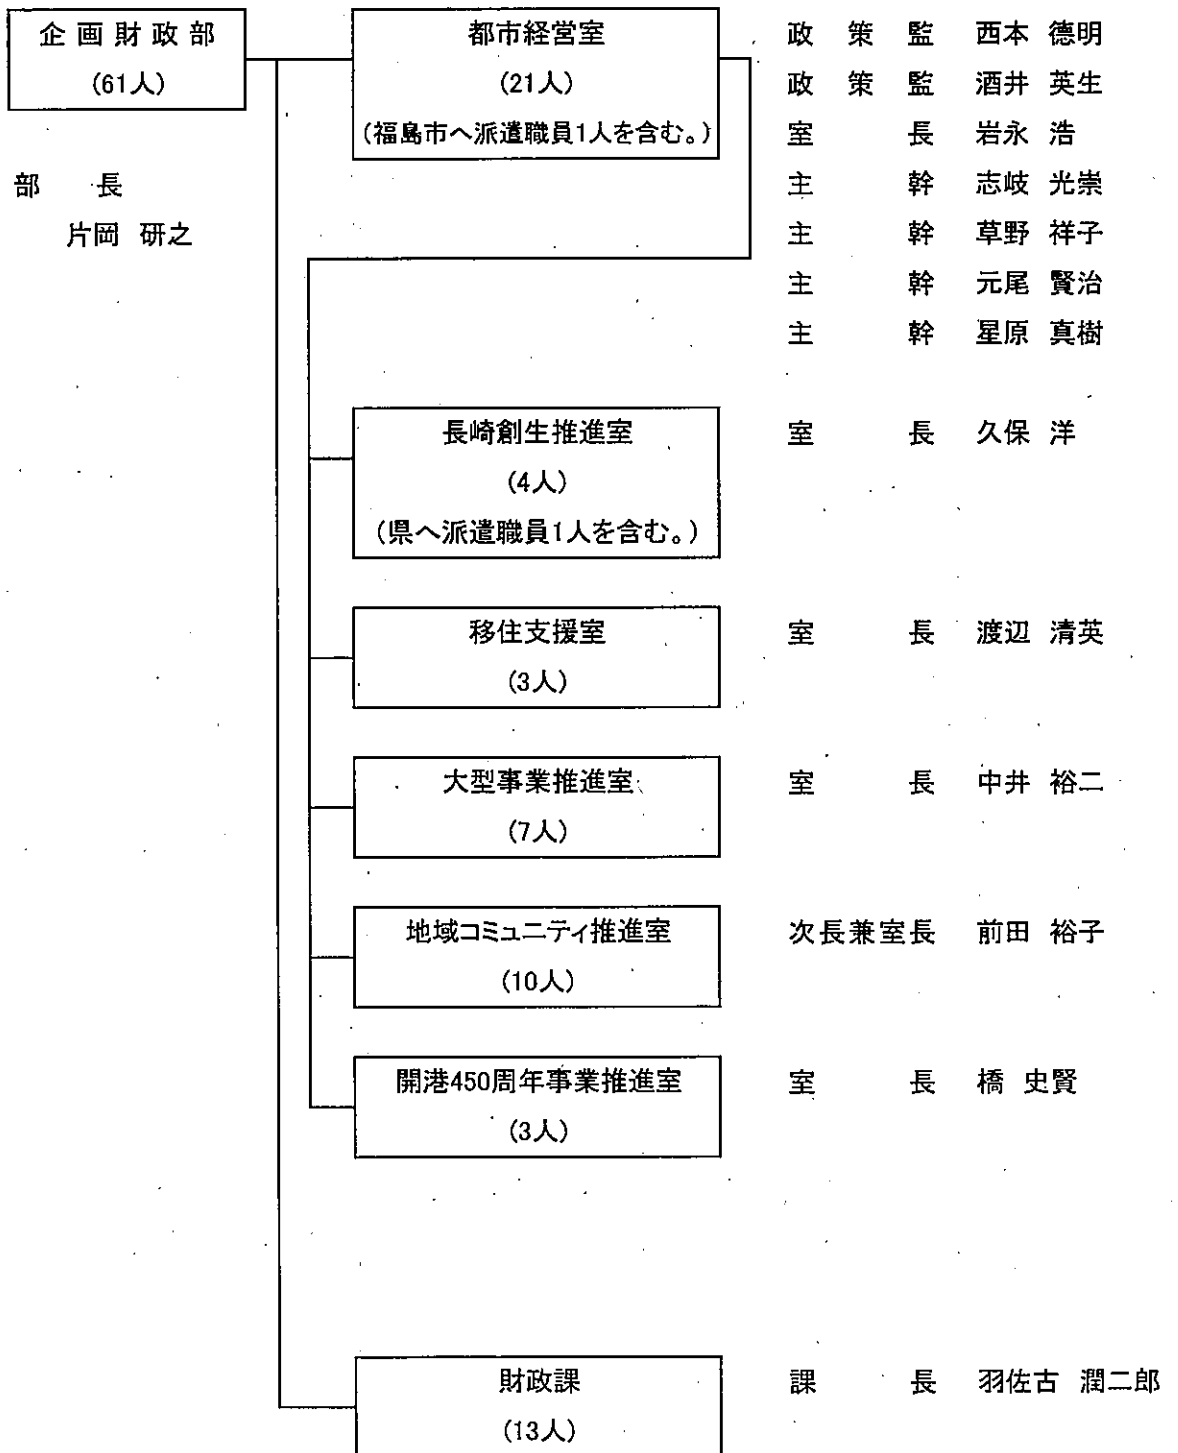 企画財政部
(61人)
部 長
片岡 研之
都市経営室
(21人)
(福島市へ派遣職員1人を含む。)
政策監 西本 徳明
政策監 酒井 英生
室長 岩永 浩
主幹 志岐 光崇
主幹 草野 祥子
主幹 元尾 賢治
主幹 星原 真樹
長崎創生推進室
(4人)
(県へ派遣職員1人を含む。)
室長 久保 洋
移住支援室
(3人)
室長 渡辺 清英
大型事業推進室
(7人)
室長 中井 裕二
地域コミュニティ推進室
(10人)
次長兼室長 前田 裕子
開港450周年事業推進室
(3人)
室長 橋 史賢
財政課
(13人)
課長 羽佐古 潤二郎